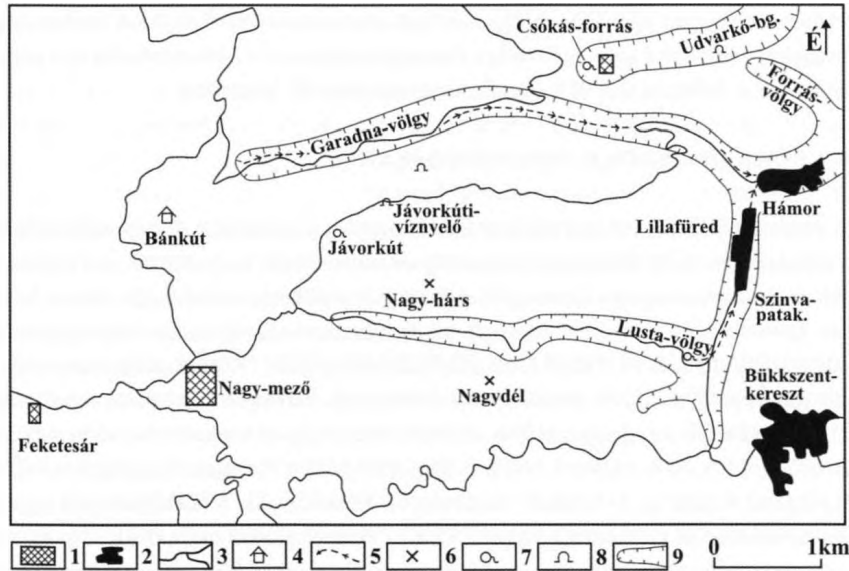 Csókás-forrás
Udvarkő-bg.
É
Forrás-
völgy
Garadna-völgy
Hámor
Jávorkúti-
víznyelő
Lillafüred
Bánkút
Jávorkút
Nagy-hárs
Szinva-
patak.
Lusta-völgy
Nagy-mező
Nagydél
Bükkszent-
kereszt
Feketesár
1 2 3 4 5 6 7 8 9 0 1km